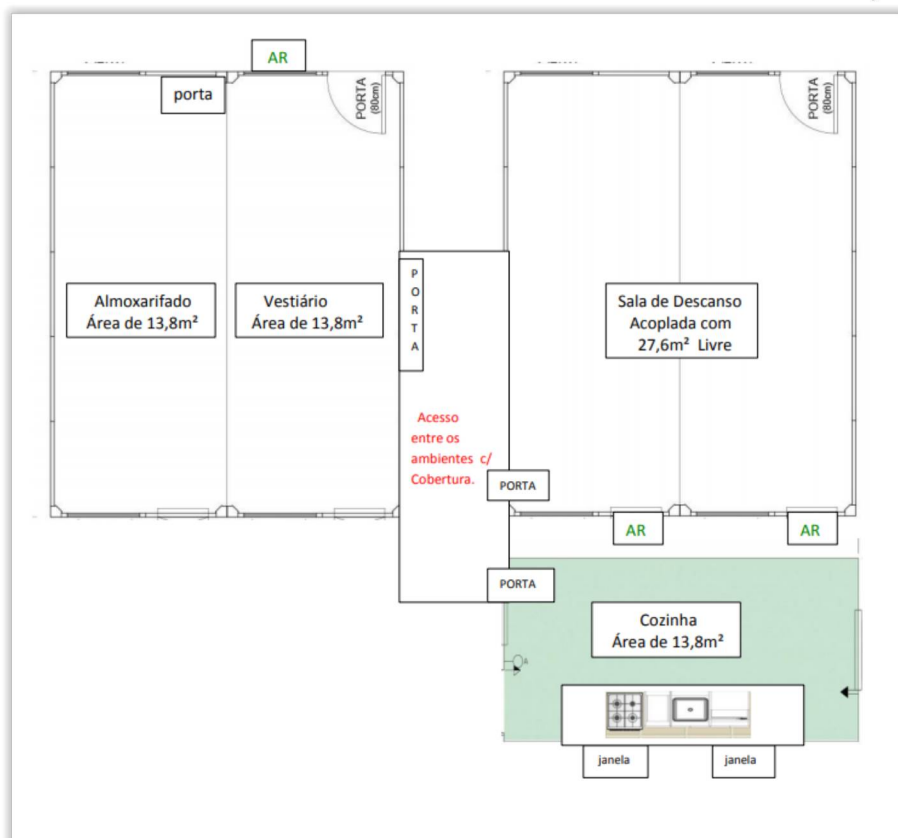 AR
porta
PORTA
(80cm)
PORTA
(80cm)
Almoxarifado
Área de 13,8m²
Vestiário
Área de 13,8m²
PORTA
Sala de Descanso
Acoplada com
27,6m² Livre
Acesso
entre os
ambientes c/
Cobertura.
PORTA
AR
AR
PORTA
Cozinha
Área de 13,8m²
janela
janela